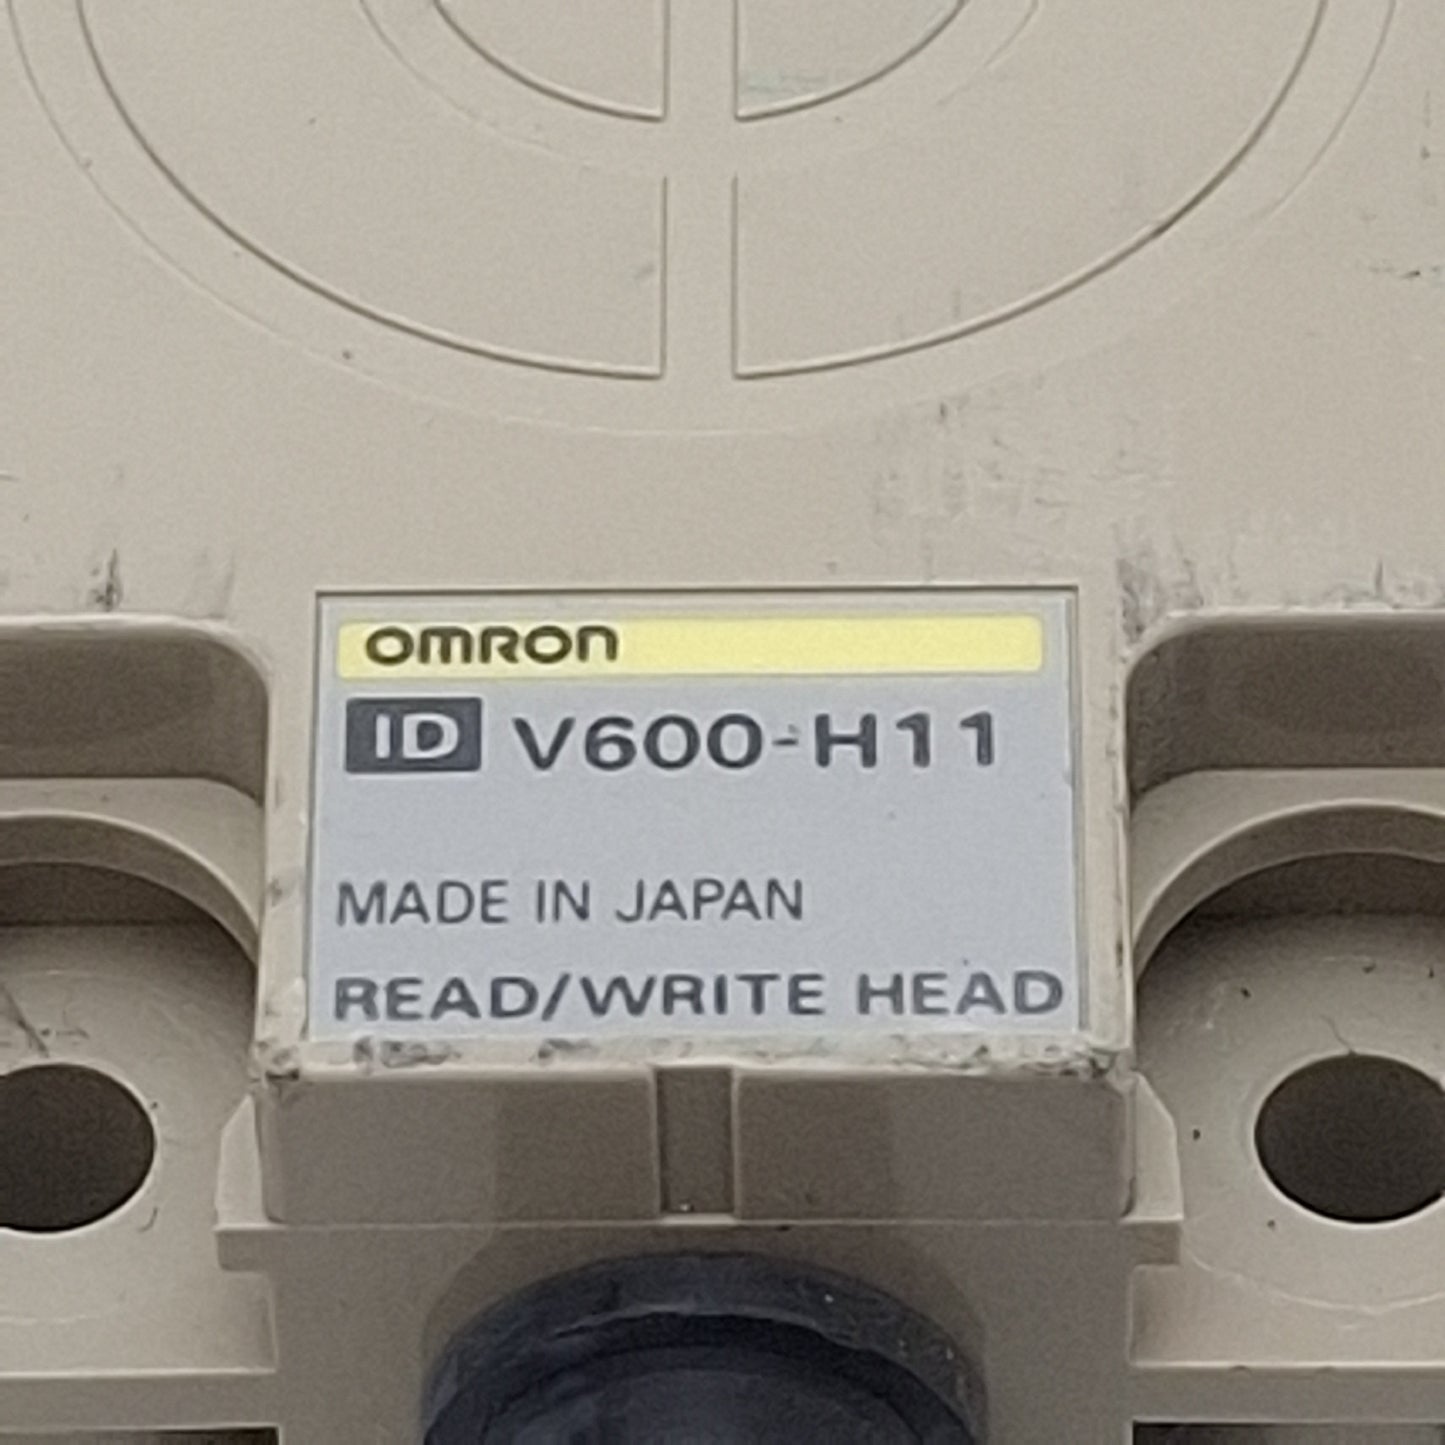 OMRON
ID V600-H11
MADE IN JAPAN
READ/WRITE HEAD